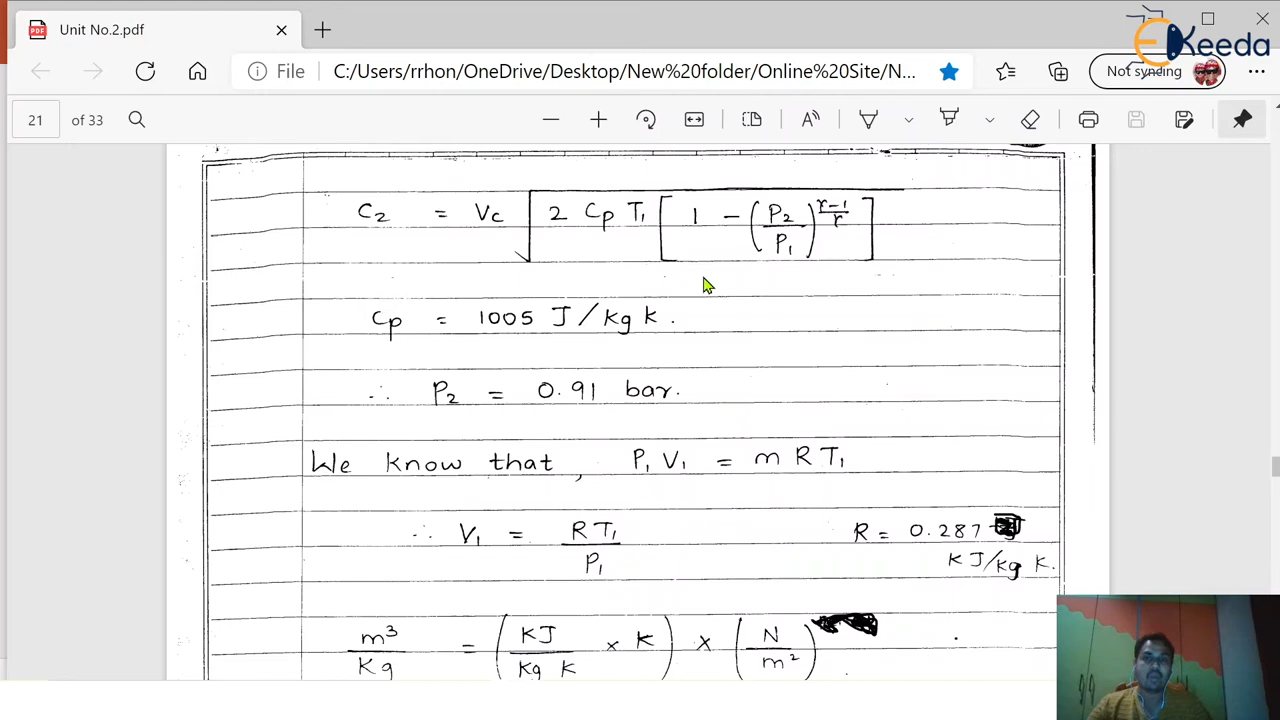 Unit No.2.pdf
Ekeeda
File
C:/Users/rrhon/OneDrive/Desktop/New%20folder/Online%20Site/N...
Not syncing
21 of 33
C2 = Vc √ 2 Cp T1 [ 1 - (P2/P1)^(r-1/r) ]
Cp = 1005 J/kg k.
∴ P2 = 0.91 bar.
We know that, P1 V1 = m R T1
∴ V1 = RT1/P1 R = 0.287
KJ/kg K.
m3/Kg = (KJ/Kg K × K) × (N/m2)